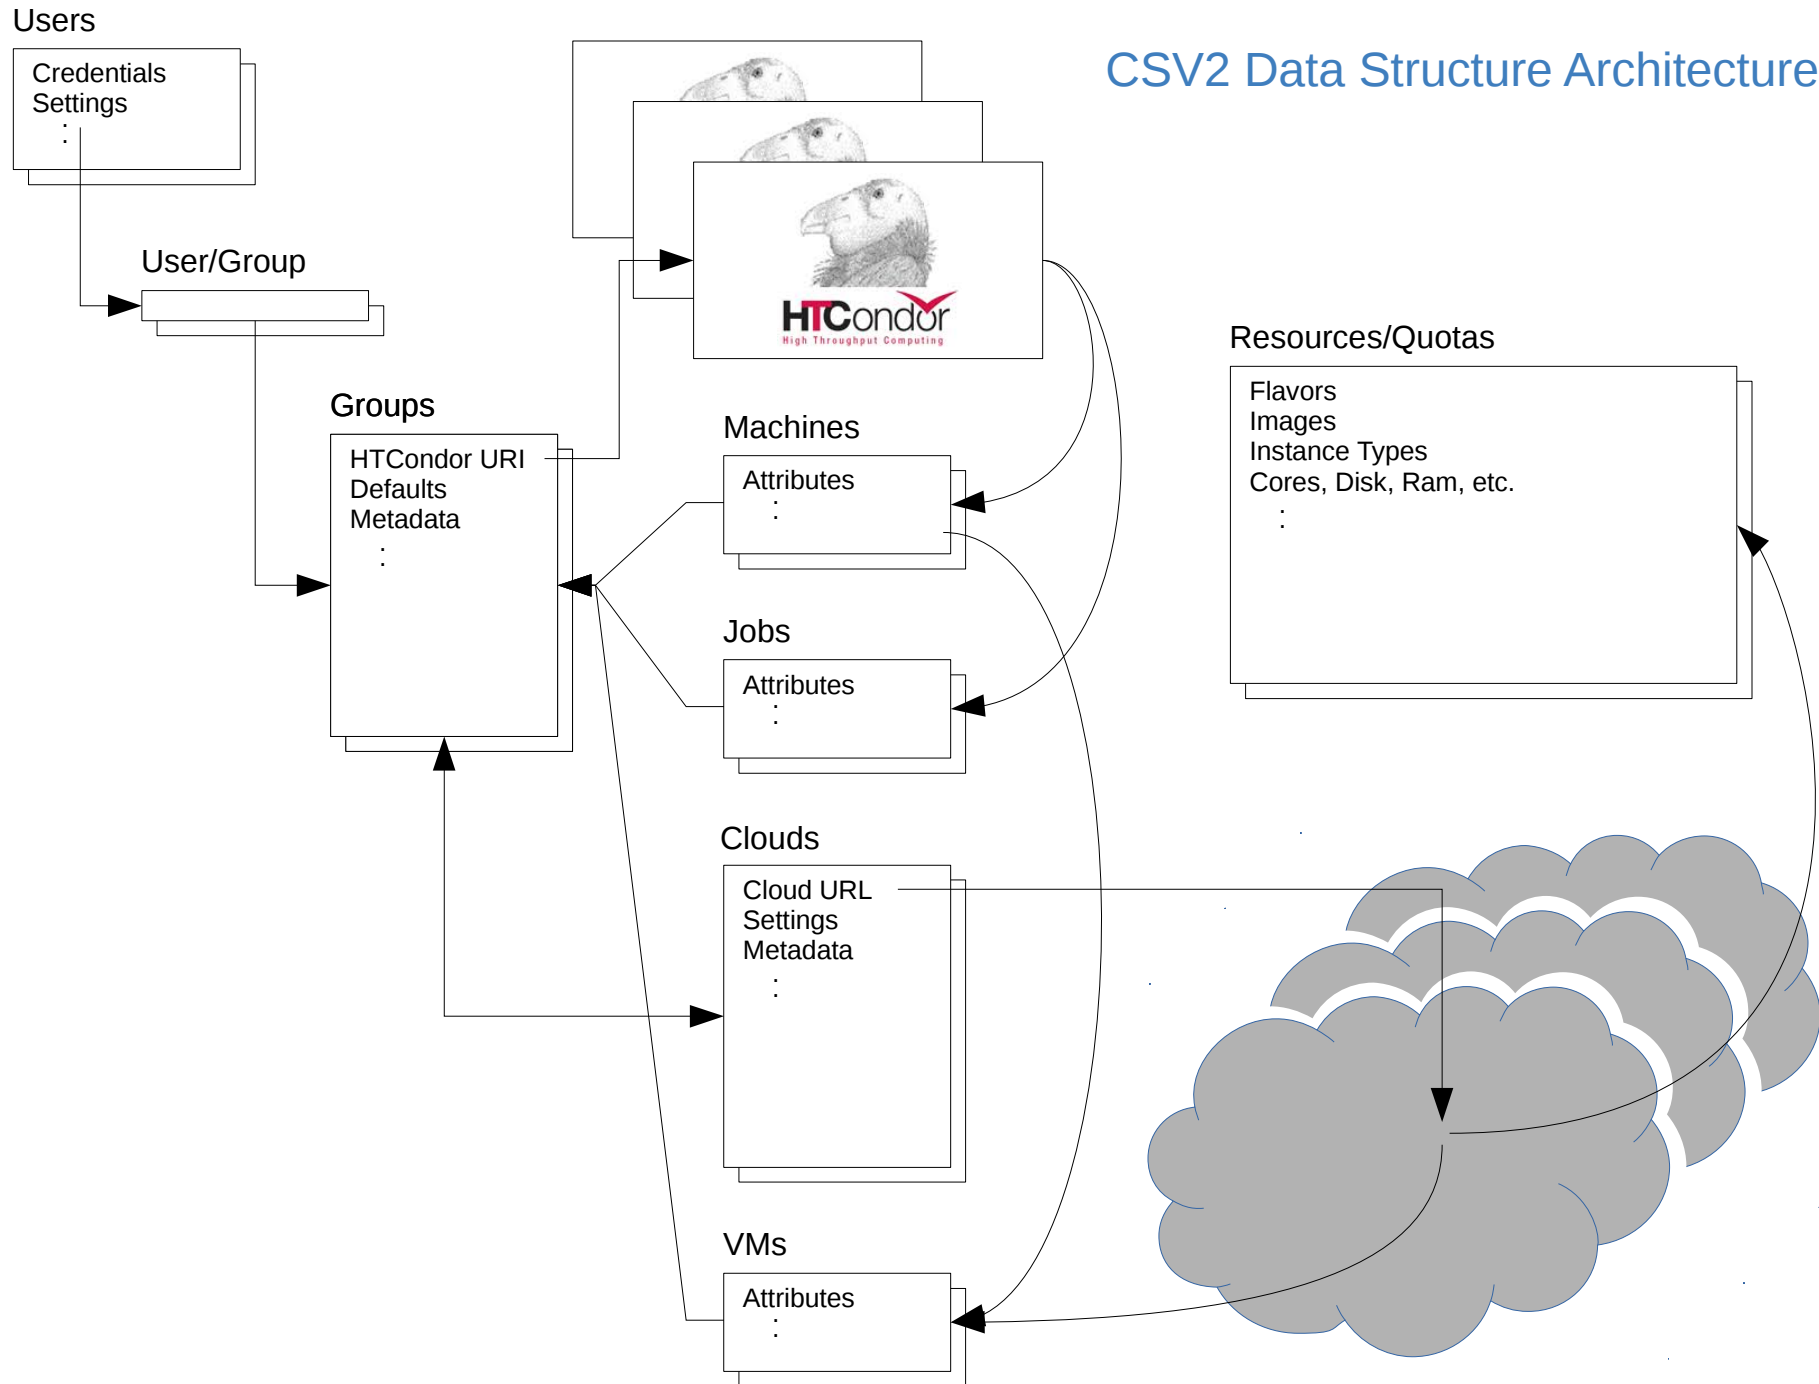 Users
Credentials
Settings
:
CSV2 Data Structure Architecture
User/Group
HTCondor
High Throughput Computing
Resources/Quotas
Flavors
Images
Instance Types
Cores, Disk, Ram, etc.
:
Groups
HTCondor URI
Defaults
Metadata
:
Machines
Attributes
:
Jobs
Attributes
:
Clouds
Cloud URL
Settings
Metadata
:
VMs
Attributes
: